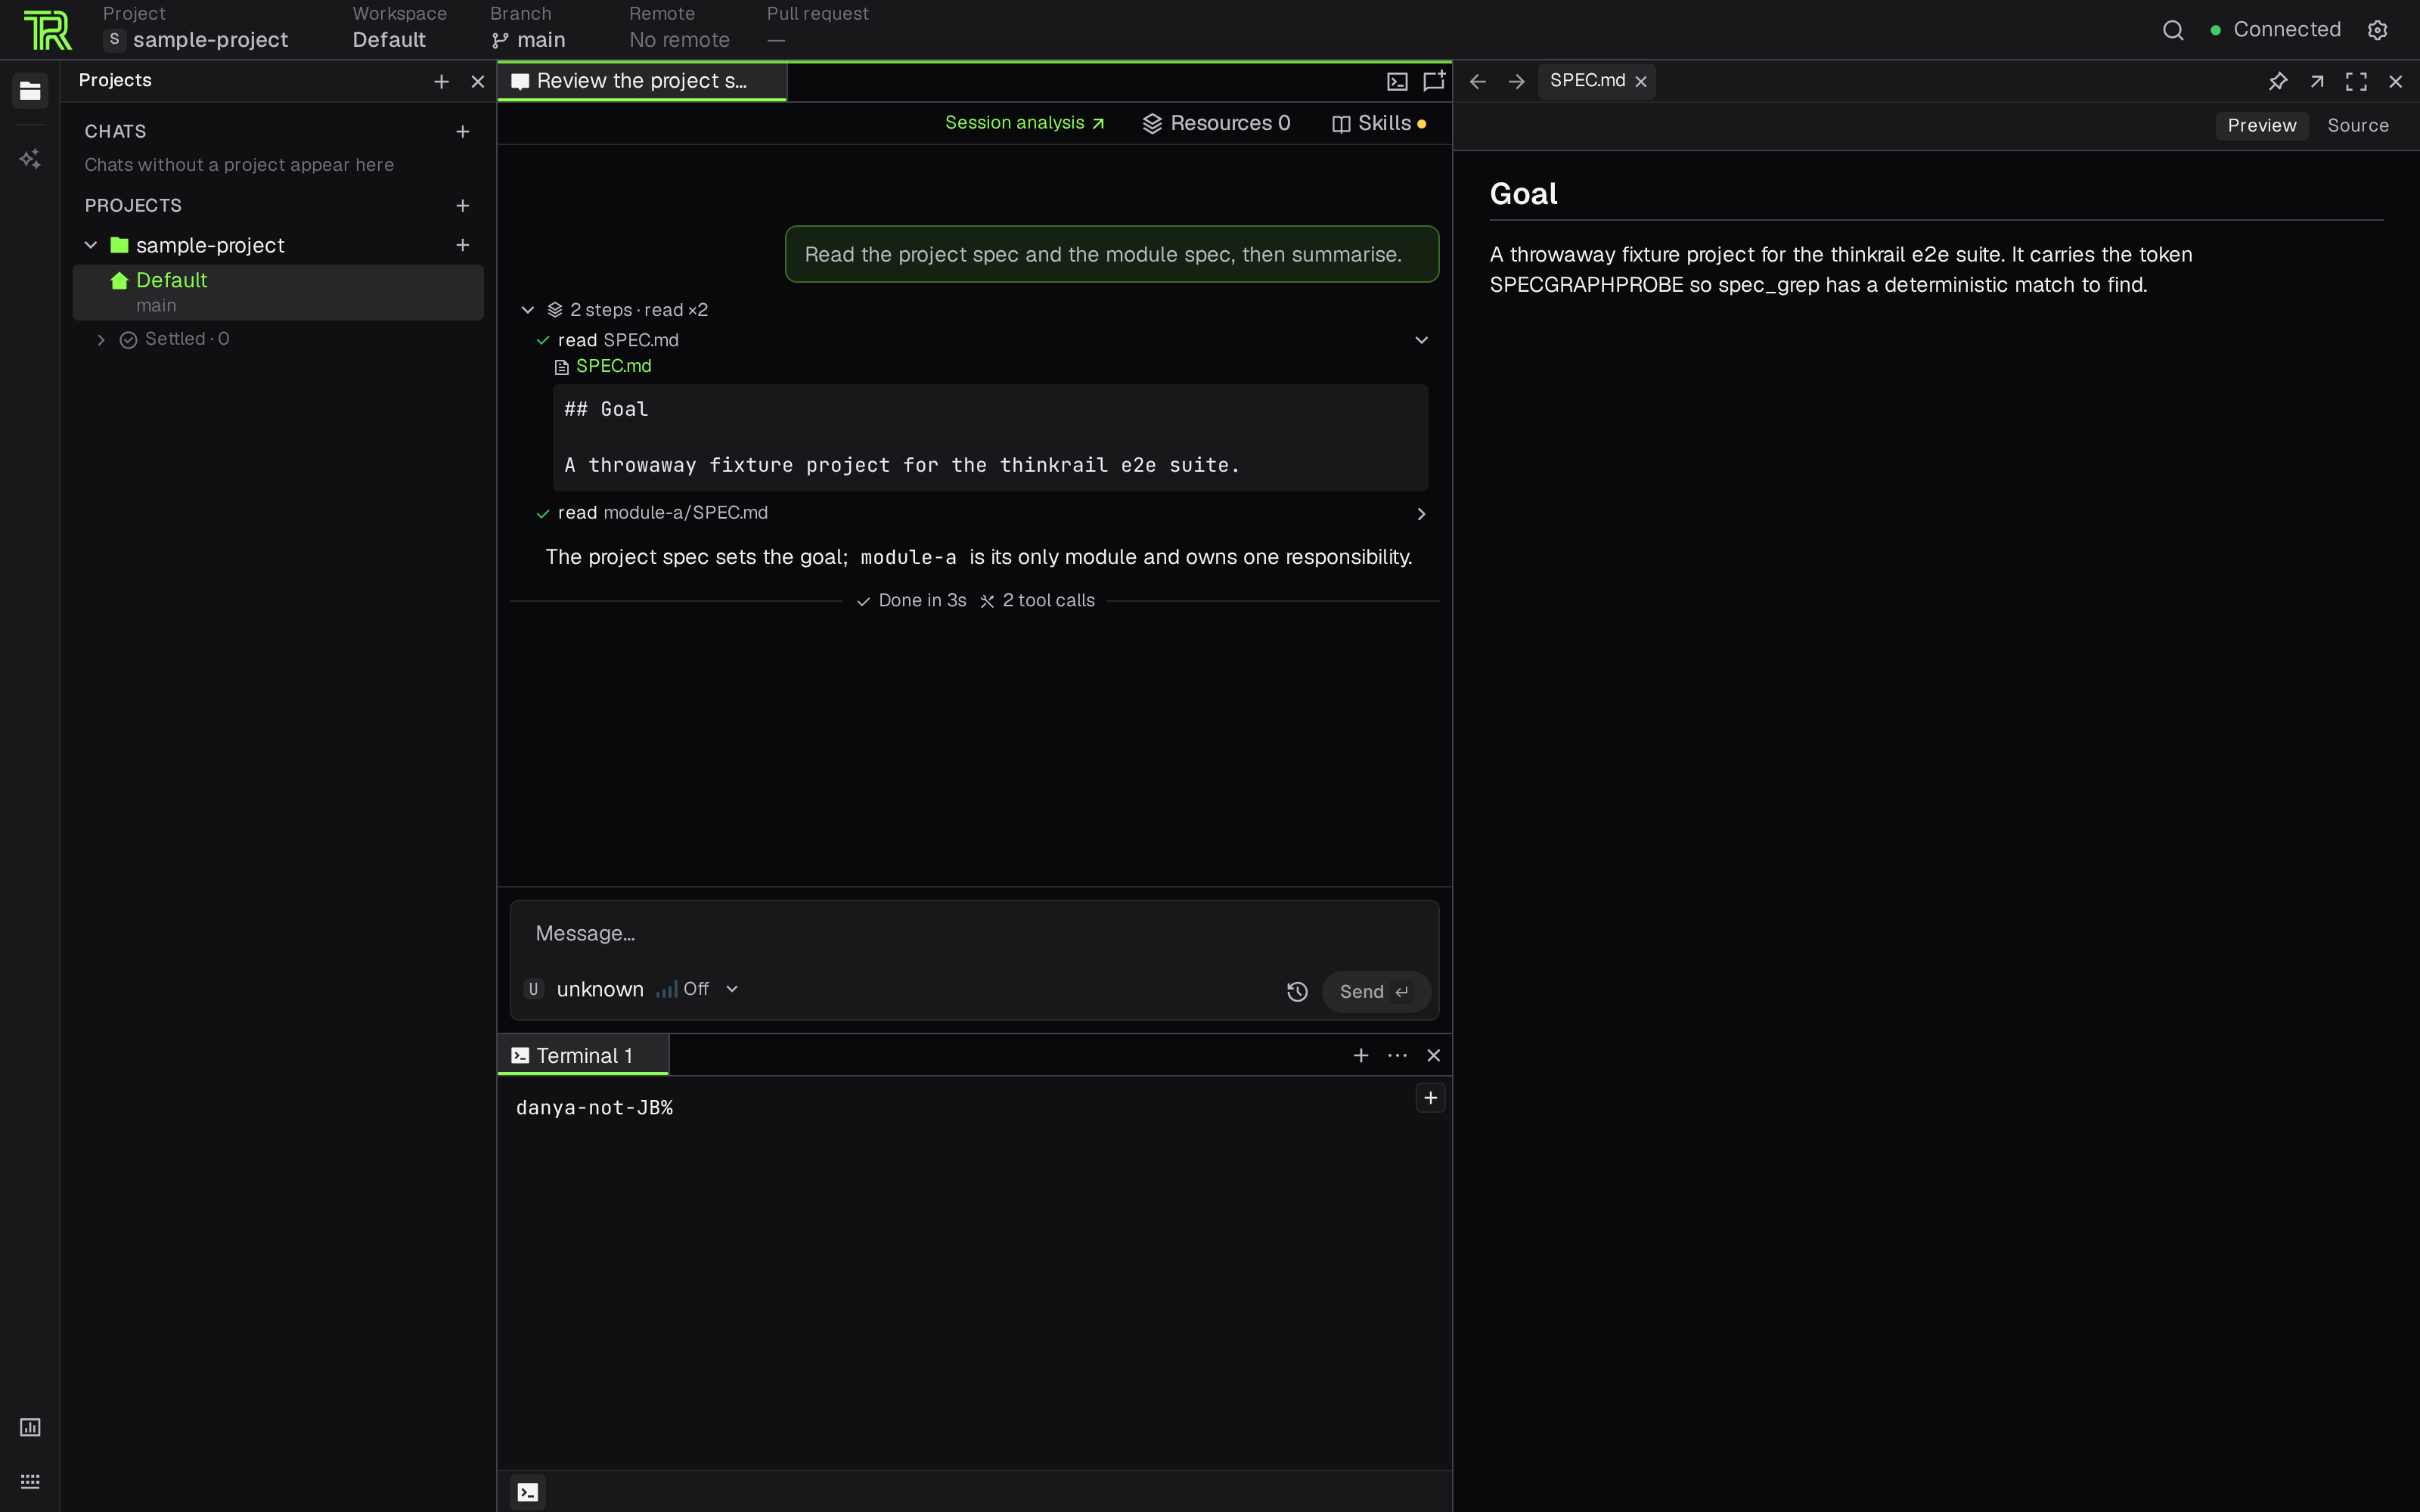 TR
Project
S sample-project
Workspace
Default
Branch
main
Remote
No remote
Pull request
—
Connected
Projects
CHATS
Chats without a project appear here
PROJECTS
sample-project
Default
main
Settled · 0
Review the project s...
Session analysis
Resources 0
Skills
Read the project spec and the module spec, then summarise.
2 steps · read ×2
read SPEC.md
SPEC.md
## Goal
A throwaway fixture project for the thinkrail e2e suite.
read module-a/SPEC.md
The project spec sets the goal; module-a is its only module and owns one responsibility.
Done in 3s 2 tool calls
Message...
U unknown Off
Send
Terminal 1
danya-not-JB%
SPEC.md
Preview Source
Goal
A throwaway fixture project for the thinkrail e2e suite. It carries the token
SPECGRAPHPROBE so spec_grep has a deterministic match to find.